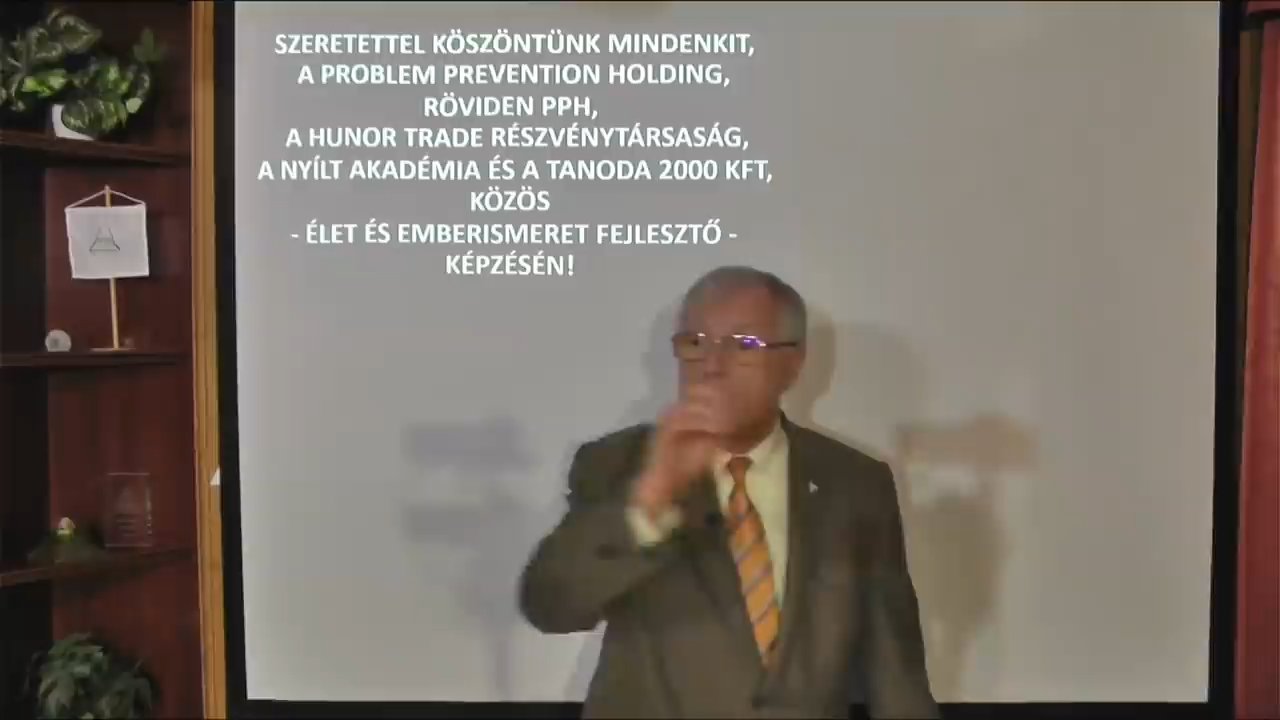 SZERETETTEL KÖSZÖNTÜNK MINDENKIT,
A PROBLEM PREVENTION HOLDING,
RÖVIDEN PPH,
A HUNOR TRADE RÉSZVÉNYTÁRSASÁG,
A NYÍLT AKADÉMIA ÉS A TANODA 2000 KFT,
KÖZÖS
- ÉLET ÉS EMBERISMERET FEJLESZTŐ -
KÉPZÉSÉN!